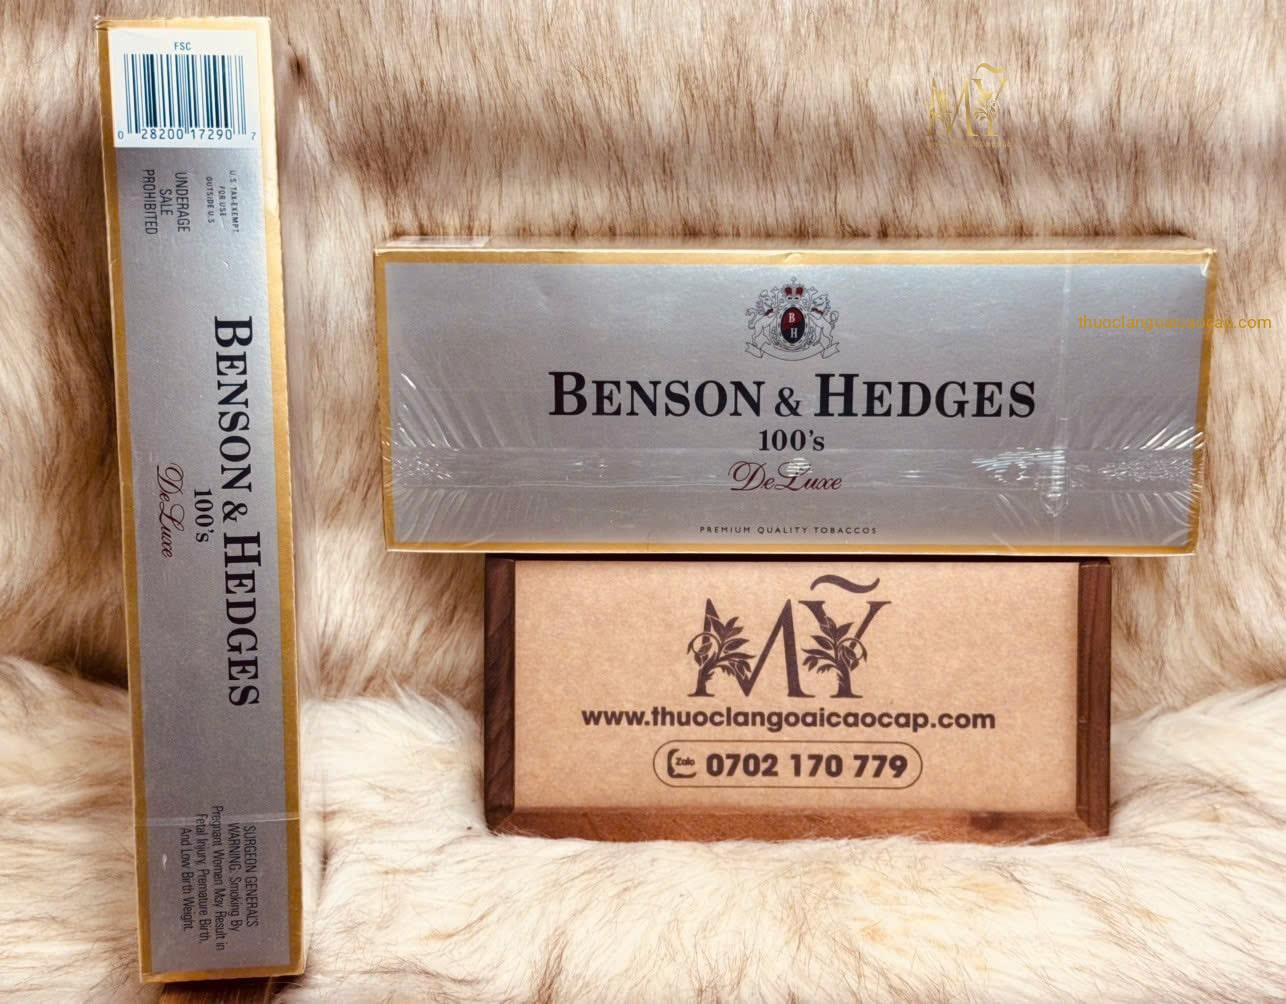 FSC
0 28200 17290 7
U.S. TAX-EXEMPT
FOR USE
OUTSIDE U.S.
UNDERAGE
SALE
PROHIBITED
BENSON & HEDGES
100's
DeLuxe
SURGEON GENERAL'S
WARNING: Smoking By
Pregnant Women May Result in
Fetal Injury, Premature Birth,
And Low Birth Weight.
MỸ
thuoclangoaicaocap.com
B
H
BENSON & HEDGES
100's
DeLuxe
PREMIUM QUALITY TOBACCOS
MỸ
www.thuoclangoaicaocap.com
Zalo 0702 170 779